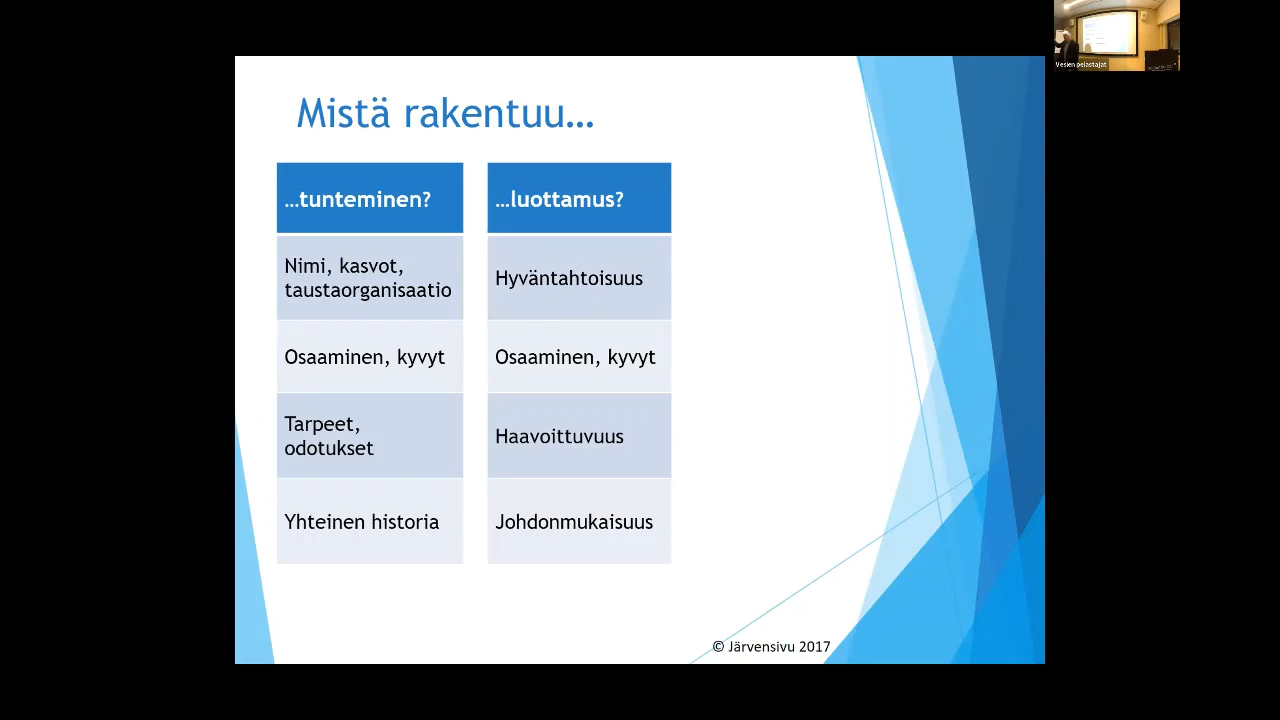 Mistä rakentuu…
…tunteminen?
Nimi, kasvot,
taustaorganisaatio
Osaaminen, kyvyt
Tarpeet,
odotukset
Yhteinen historia
…luottamus?
Hyväntahtoisuus
Osaaminen, kyvyt
Haavoittuvuus
Johdonmukaisuus
© Järvensivu 2017
Vesien pelastajat